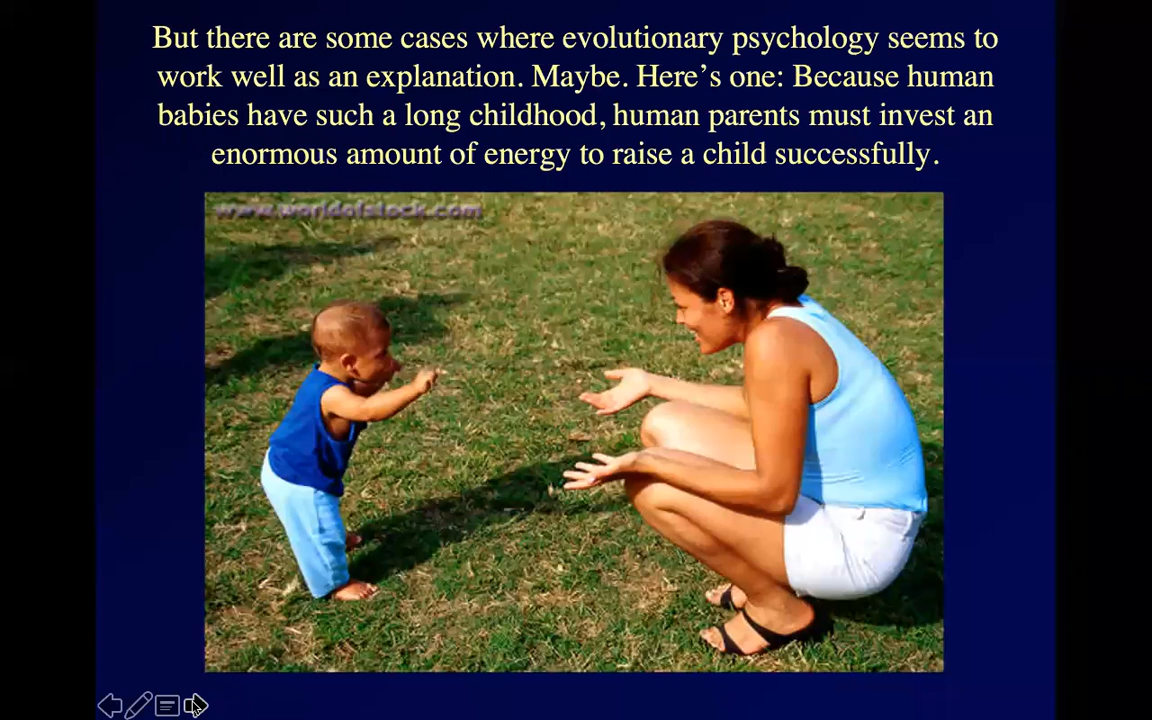 But there are some cases where evolutionary psychology seems to
work well as an explanation. Maybe. Here’s one: Because human
babies have such a long childhood, human parents must invest an
enormous amount of energy to raise a child successfully.
www.worldofstock.com